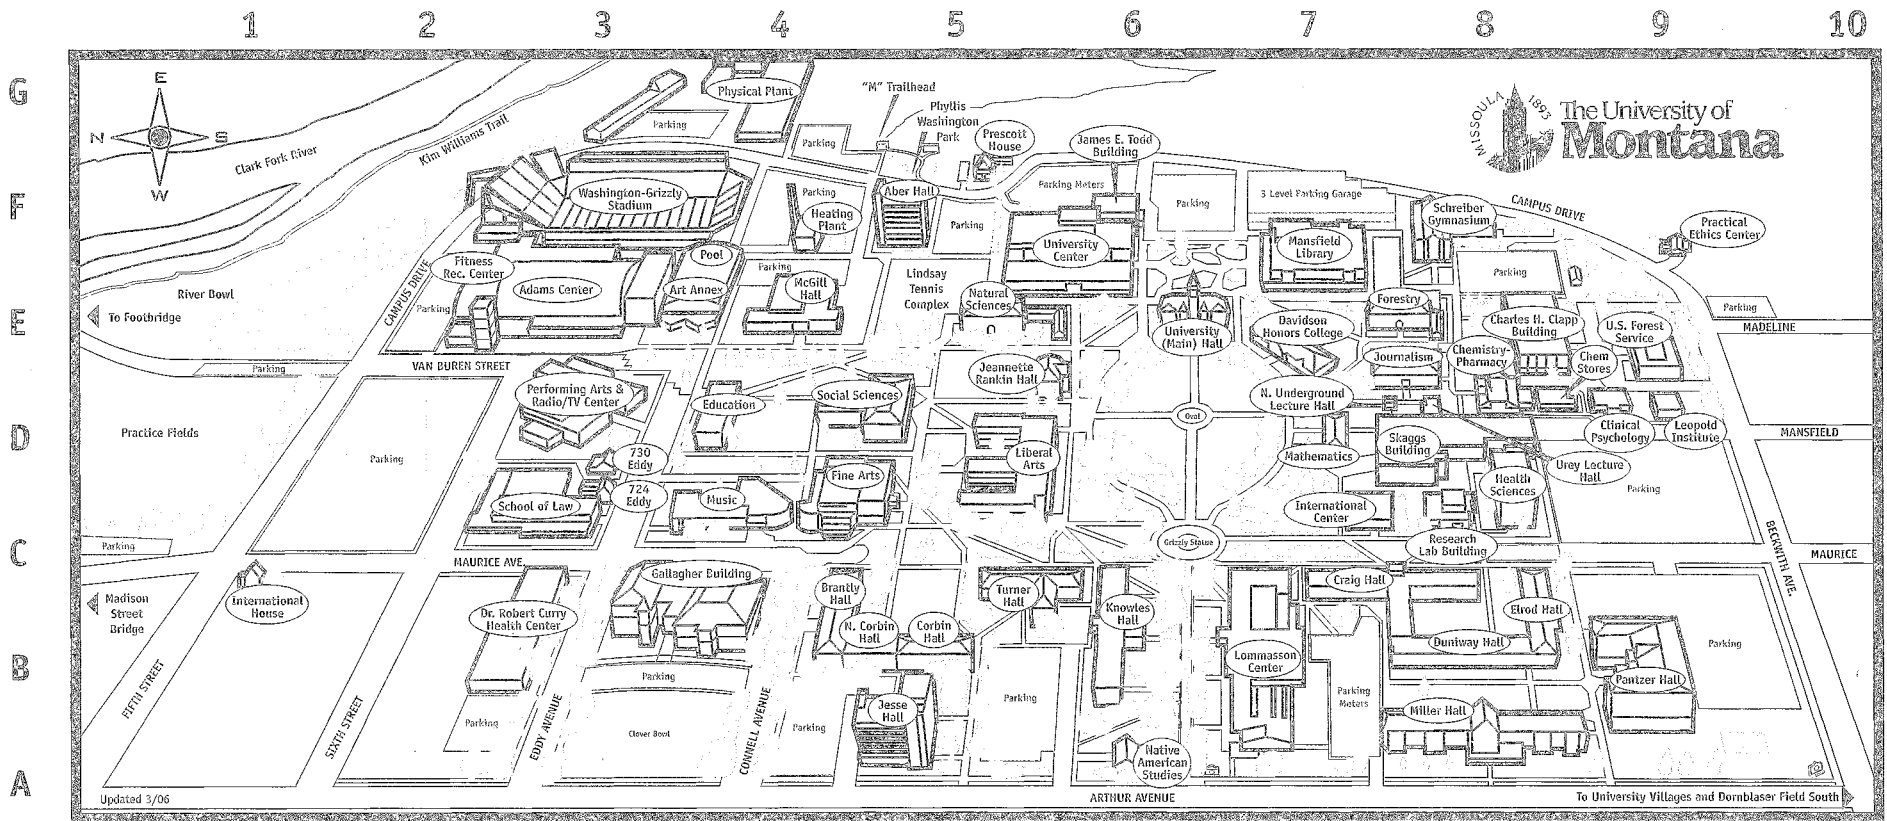 1 2 3 4 5 6 7 8 9 10
G
F
E
D
C
B
A
E
N S
W
Clark Fork River
Kim Williams Trail
Physical Plant
Parking
"M" Trailhead
Phyllis
Washington
Park
Prescott
House
James E. Todd
Building
MISSOULA 1893
The University of
Montana
Parking
Washington-Grizzly
Stadium
Parking
Heating
Plant
Aber Hall
Parking
Parking Meters
University
Center
Parking
3 Level Parking Garage
Mansfield
Library
Schreiber
Gymnasium
CAMPUS DRIVE
Practical
Ethics Center
River Bowl
To Footbridge
CAMPUS DRIVE
Fitness
Rec. Center
Parking
Adams Center
Pool
Art Annex
Parking
McGill
Hall
Lindsay
Tennis
Complex
Natural
Sciences
University
(Main) Hall
Davidson
Honors College
Forestry
Parking
Charles H. Clapp
Building
U.S. Forest
Service
Parking
MADELINE
Parking
VAN BUREN STREET
Performing Arts &
Radio/TV Center
Education
Social Sciences
Jeannette
Rankin Hall
Journalism
Chemistry-
Pharmacy
Chem
Stores
N. Underground
Lecture Hall
Oval
Practice Fields
Parking
730
Eddy
724
Eddy
School of Law
Music
Fine Arts
Liberal
Arts
Mathematics
Skaggs
Building
Clinical
Psychology
Leopold
Institute
MANSFIELD
Urey Lecture
Hall
Health
Sciences
Parking
International
Center
Grizzly Statue
Research
Lab Building
BECKWITH AVE.
MAURICE
Parking
MAURICE AVE.
Madison
Street
Bridge
International
House
Dr. Robert Curry
Health Center
Gallagher Building
Brantly
Hall
N. Corbin
Hall
Corbin
Hall
Turner
Hall
Knowles
Hall
Craig Hall
Elrod Hall
Duniway Hall
Lommasson
Center
Parking
Pantzer Hall
FIFTH STREET
SIXTH STREET
Parking
EDDY AVENUE
Parking
Clover Bowl
CONNELL AVENUE
Parking
Jesse
Hall
Parking
Parking
Meters
Miller Hall
Native
American
Studies
Updated 3/06
ARTHUR AVENUE
To University Villages and Dornblaser Field South